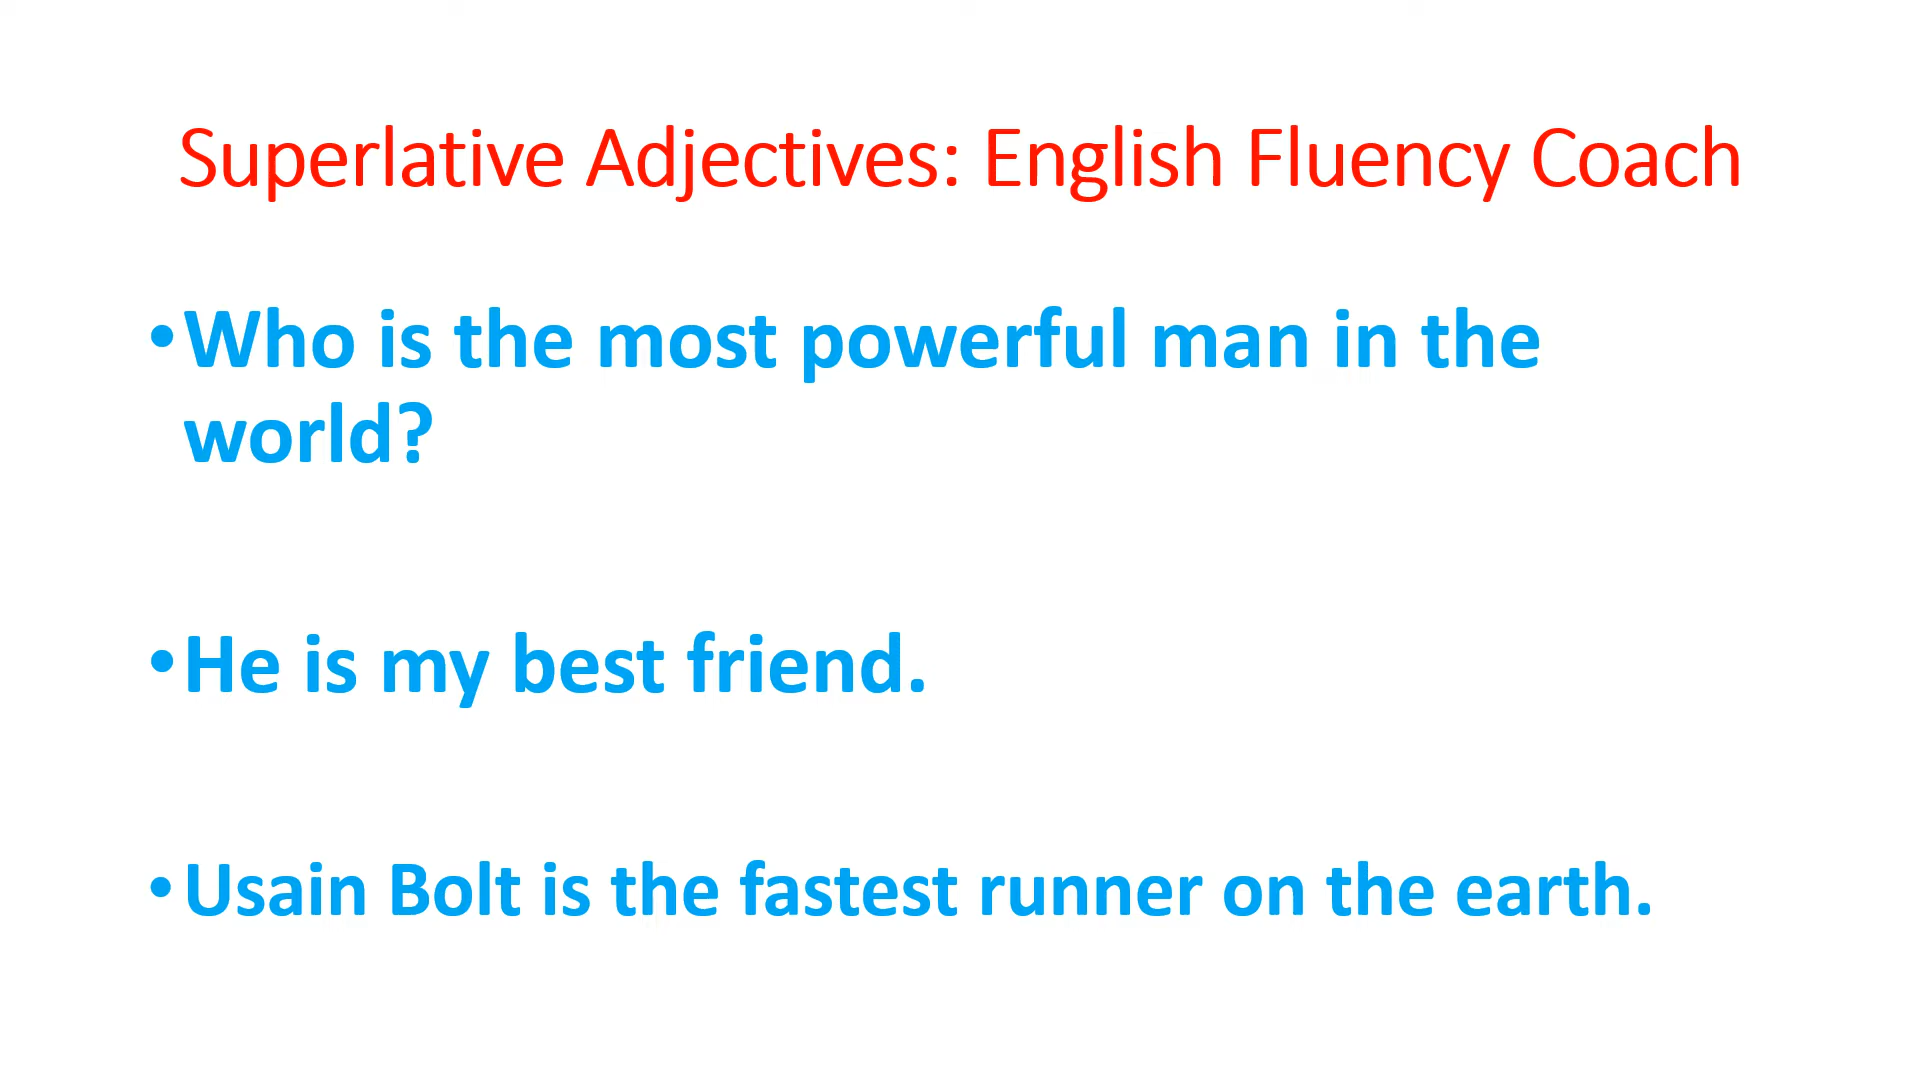 Superlative Adjectives: English Fluency Coach
•Who is the most powerful man in the
world?
•He is my best friend.
•Usain Bolt is the fastest runner on the earth.